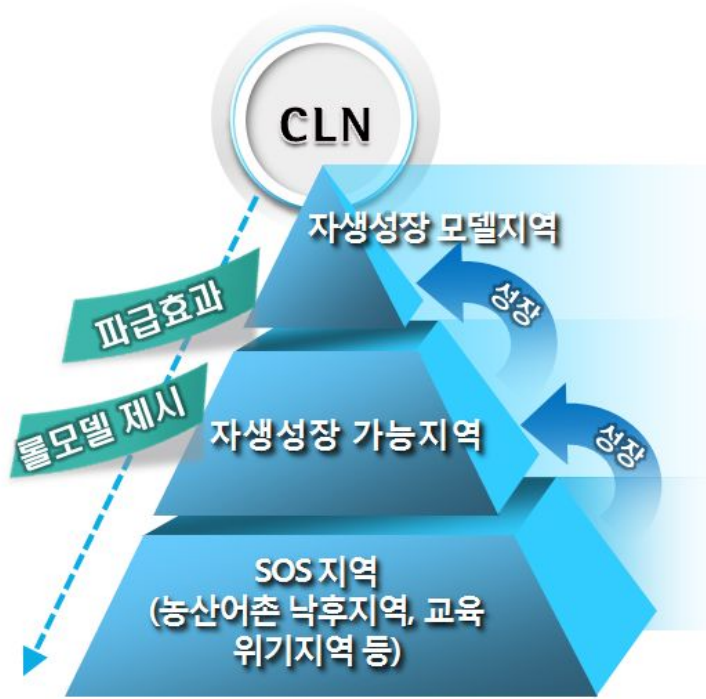 CLN
자생성장 모델지역
성장
파급효과
롤모델 제시
자생성장 가능지역
성장
SOS 지역
(농산어촌 낙후지역, 교육
위기지역 등)